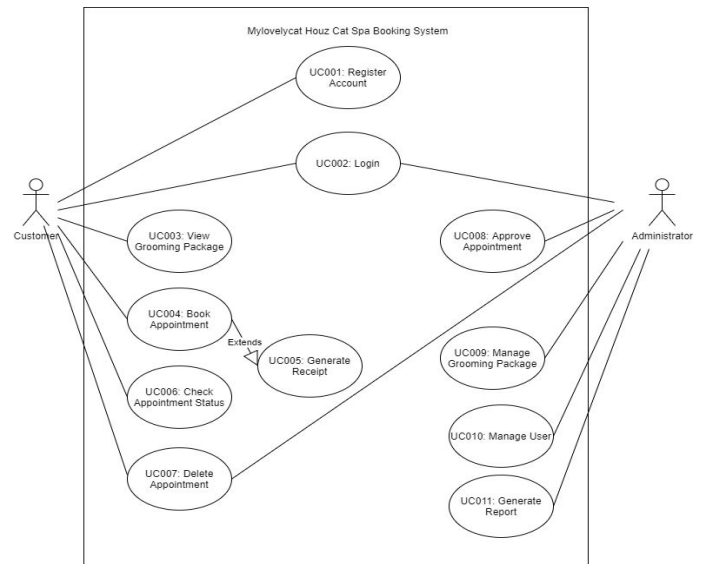 Mylovelycat Houz Cat Spa Booking System
UC001: Register
Account
UC002: Login
Customer
Administrator
UC003: View
Grooming Package
UC008: Approve
Appointment
UC004: Book
Appointment
Extends
UC005: Generate
Receipt
UC009: Manage
Grooming Package
UC006: Check
Appointment Status
UC010: Manage User
UC007: Delete
Appointment
UC011: Generate
Report